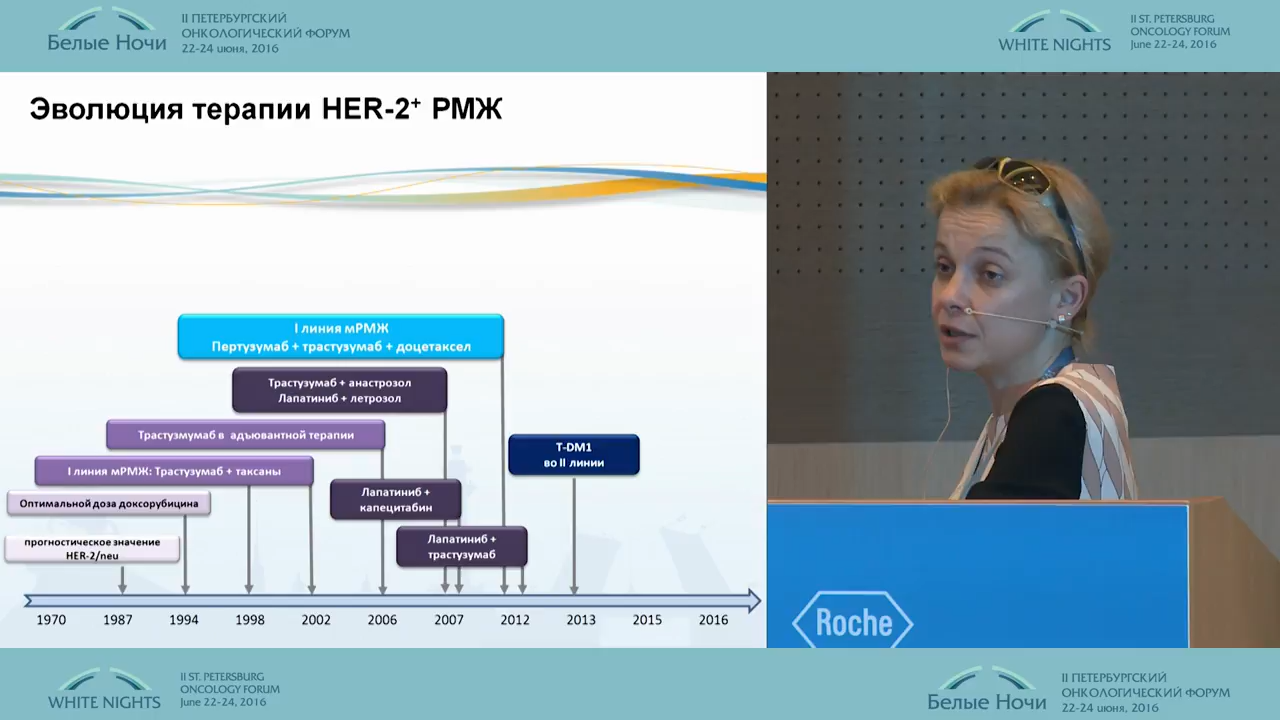 II ПЕТЕРБУРГСКИЙ
ОНКОЛОГИЧЕСКИЙ ФОРУМ
Белые Ночи
22-24 июня, 2016
II ST. PETERSBURG
ONCOLOGY FORUM
WHITE NIGHTS
June 22-24, 2016
Эволюция терапии HER-2+ РМЖ
I линия мРМЖ
Пертузумаб + трастузумаб + доцетаксел
Трастузумаб + анастрозол
Лапатиниб + летрозол
Трастузмумаб в адъювантной терапии
T-DM1
во II линии
I линия мРМЖ: Трастузумаб + таксаны
Лапатиниб +
капецитабин
Оптимальной доза доксорубицина
Лапатиниб +
трастузумаб
прогностическое значение
HER-2/neu
1970 1987 1994 1998 2002 2006 2007 2012 2013 2015 2016
Roche
II ST. PETERSBURG
ONCOLOGY FORUM
WHITE NIGHTS
June 22-24, 2016
II ПЕТЕРБУРГСКИЙ
ОНКОЛОГИЧЕСКИЙ ФОРУМ
Белые Ночи
22-24 июня, 2016